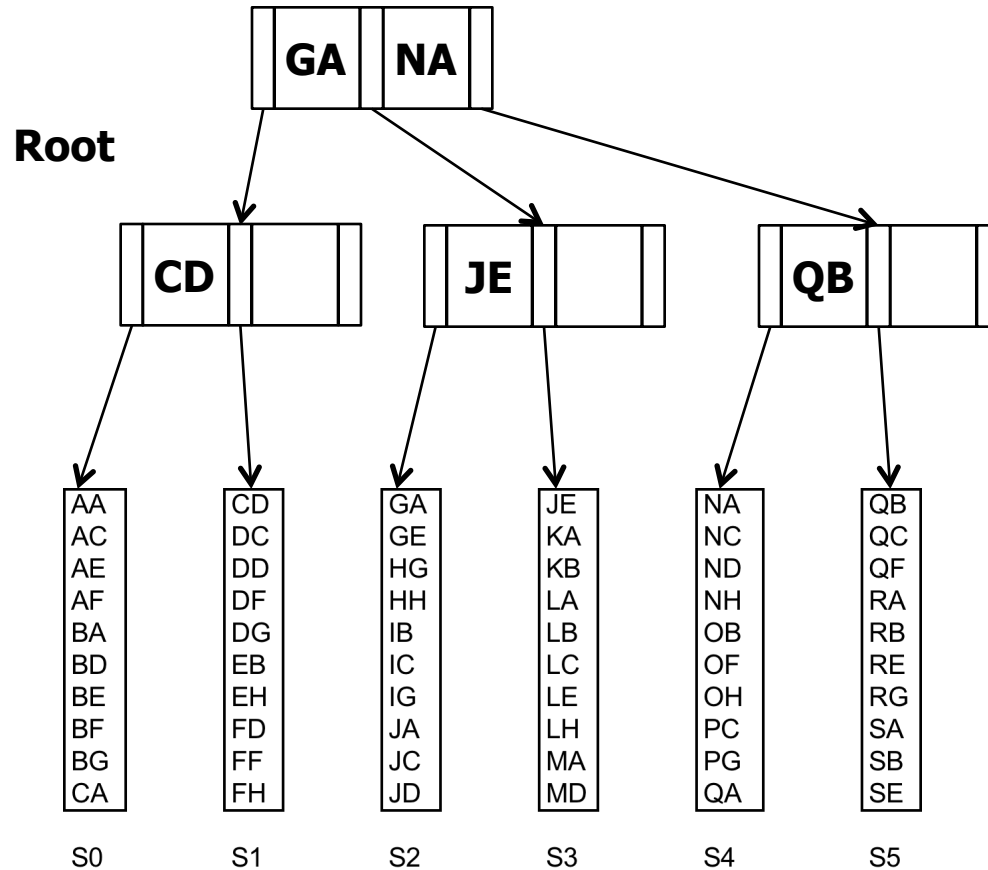 GA NA
Root
CD JE QB
AA CD GA JE NA QB
AC DC GE KA NC QC
AE DD HG KB ND QF
AF DF HH LA NH RA
BA DG IB LB OB RB
BD EB IC LC OF RE
BE EH IG LE OH RG
BF FD JA LH PC SA
BG FF JC MA PG SB
CA FH JD MD QA SE
S0 S1 S2 S3 S4 S5